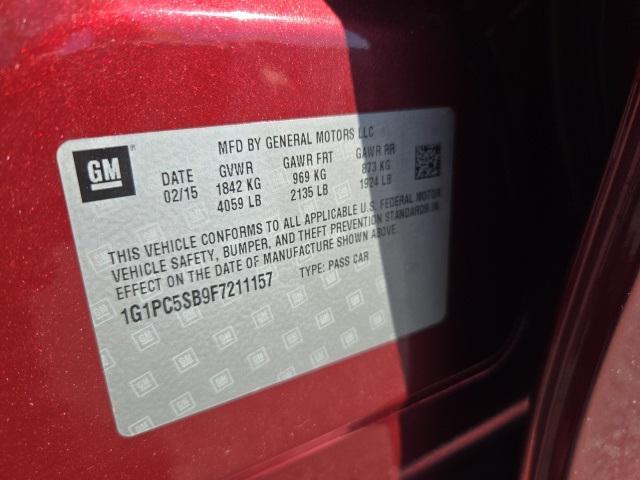 MFD BY GENERAL MOTORS LLC
GM
DATE GVWR GAWR FRT GAWR RR
02/15 1842 KG 969 KG 873 KG
4059 LB 2135 LB 1924 LB
THIS VEHICLE CONFORMS TO ALL APPLICABLE U.S. FEDERAL MOTOR
VEHICLE SAFETY, BUMPER, AND THEFT PREVENTION STANDARDS IN
EFFECT ON THE DATE OF MANUFACTURE SHOWN ABOVE.
1G1PC5SB9F7211157 TYPE: PASS CAR